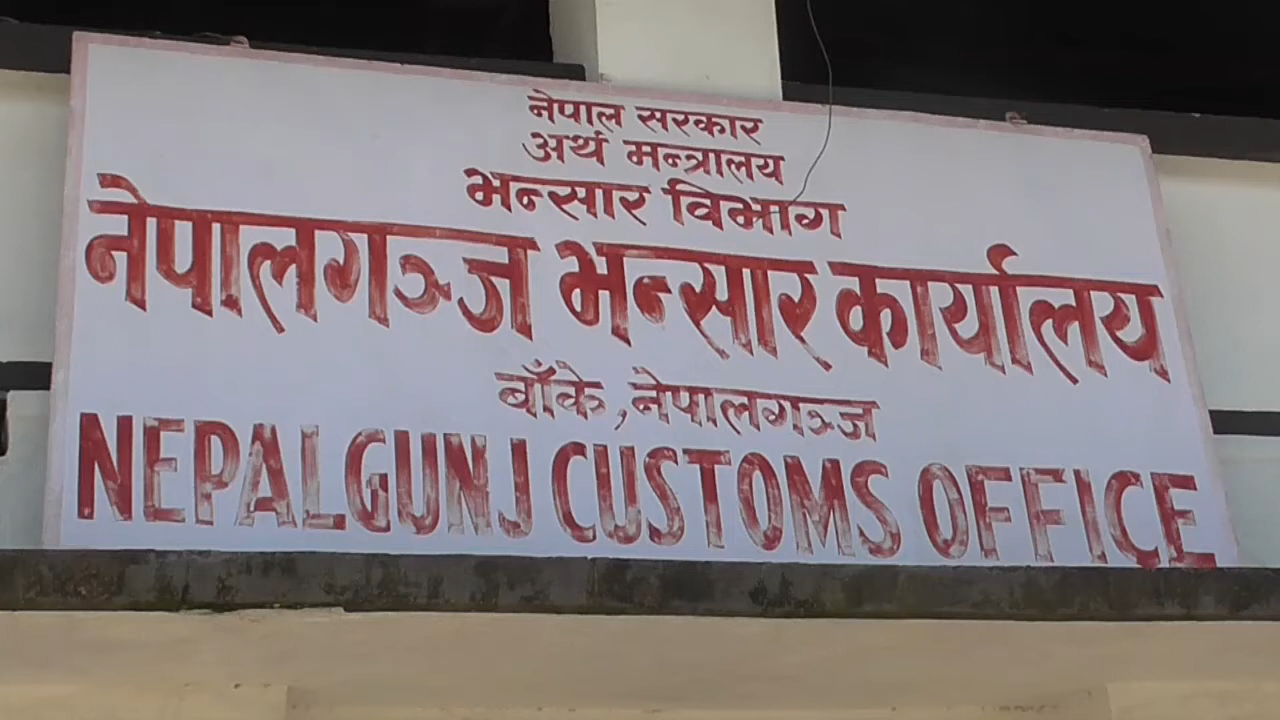 नेपाल सरकार
अर्थ मन्त्रालय
भन्सार विभाग
नेपालगञ्ज भन्सार कार्यालय
बाँके, नेपालगञ्ज
NEPALGUNJ CUSTOMS OFFICE